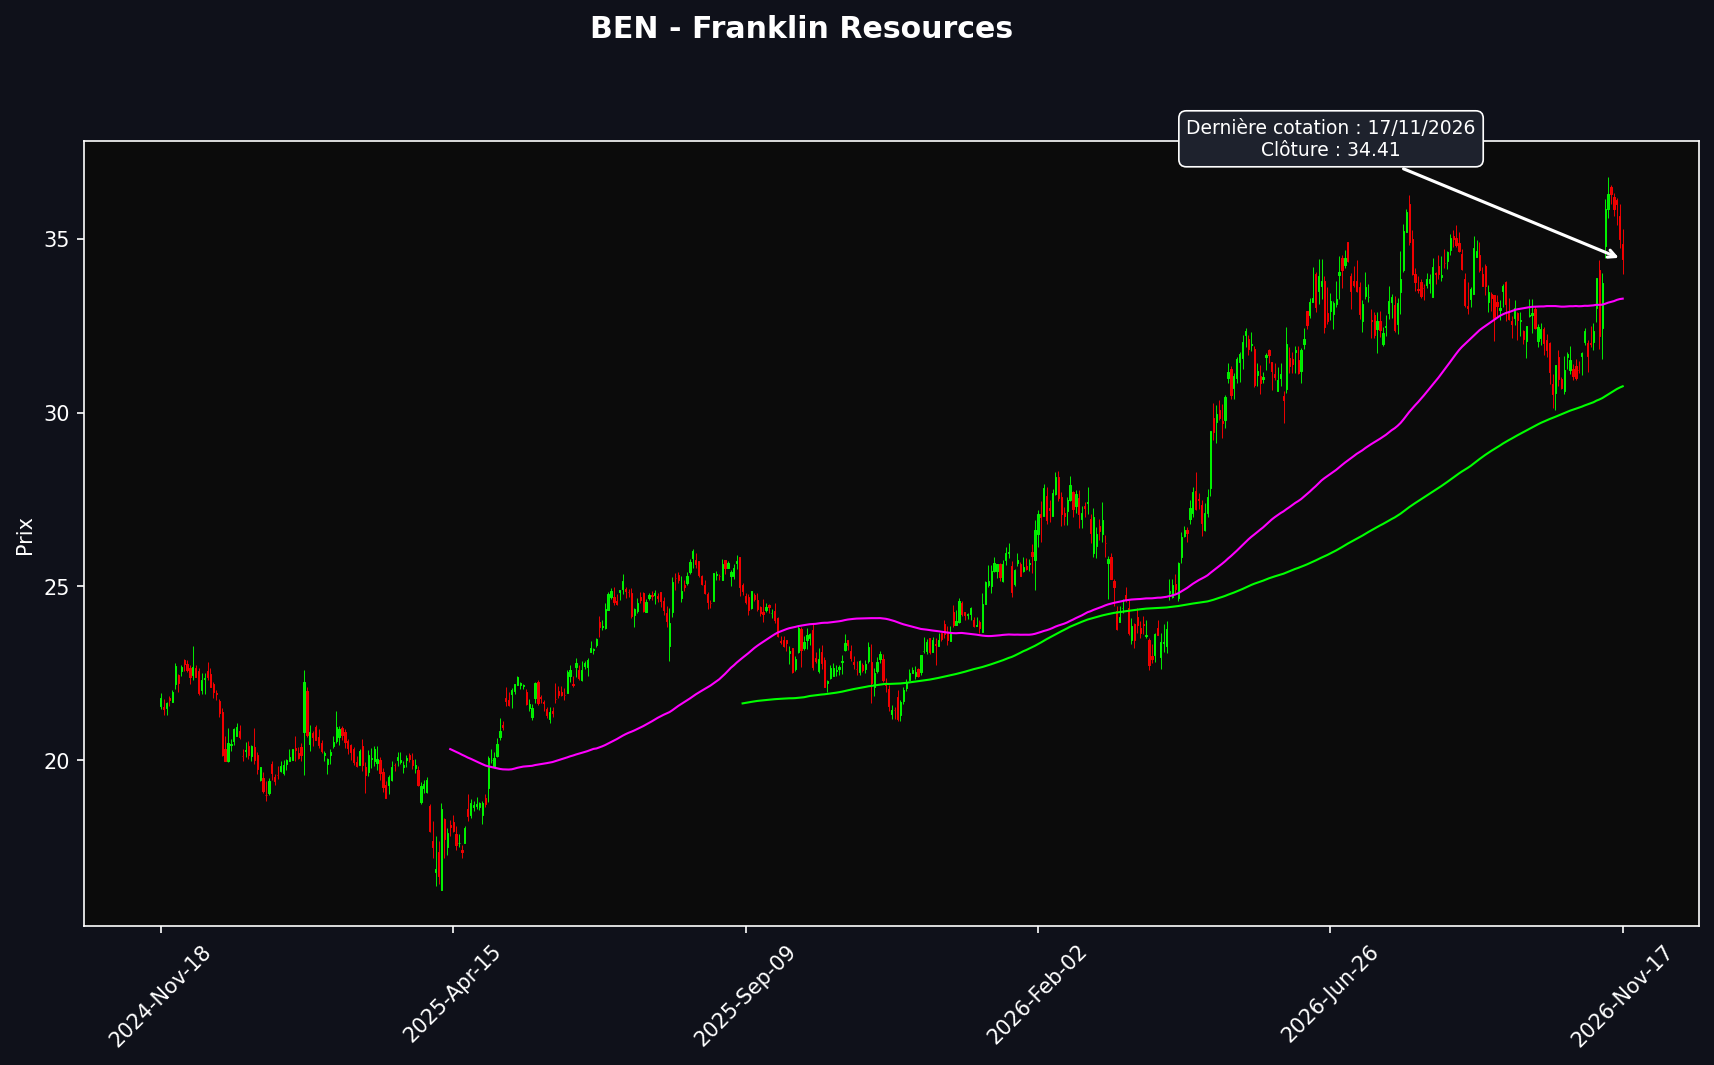 BEN - Franklin Resources
Dernière cotation : 17/11/2026
Clôture : 34.41
Prix
35
30
25
20
2024-Nov-18
2025-Apr-15
2025-Sep-09
2026-Feb-02
2026-Jun-26
2026-Nov-17